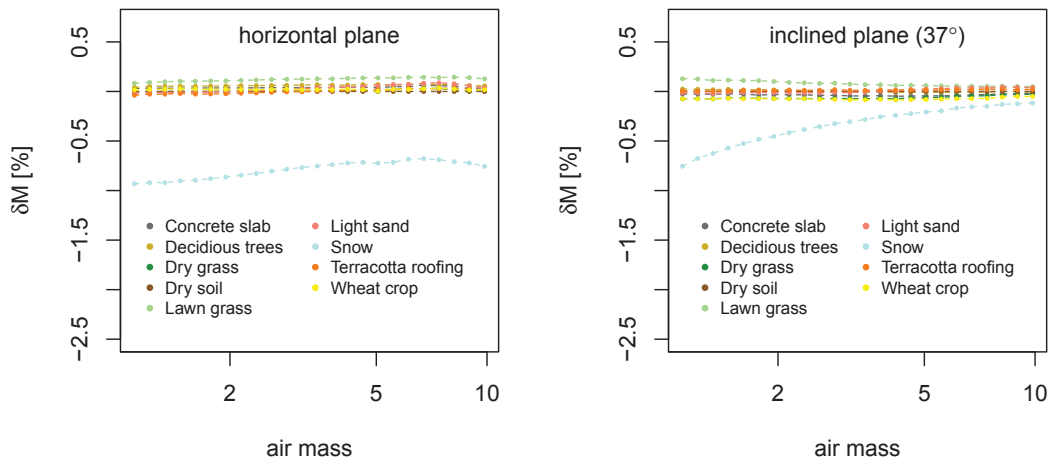 horizontal plane
0.5
−0.5
−1.5
−2.5
δM [%]
Concrete slab
Decidious trees
Dry grass
Dry soil
Lawn grass
Light sand
Snow
Terracotta roofing
Wheat crop
2
5
10
air mass
inclined plane (37°)
0.5
−0.5
−1.5
−2.5
δM [%]
Concrete slab
Decidious trees
Dry grass
Dry soil
Lawn grass
Light sand
Snow
Terracotta roofing
Wheat crop
2
5
10
air mass